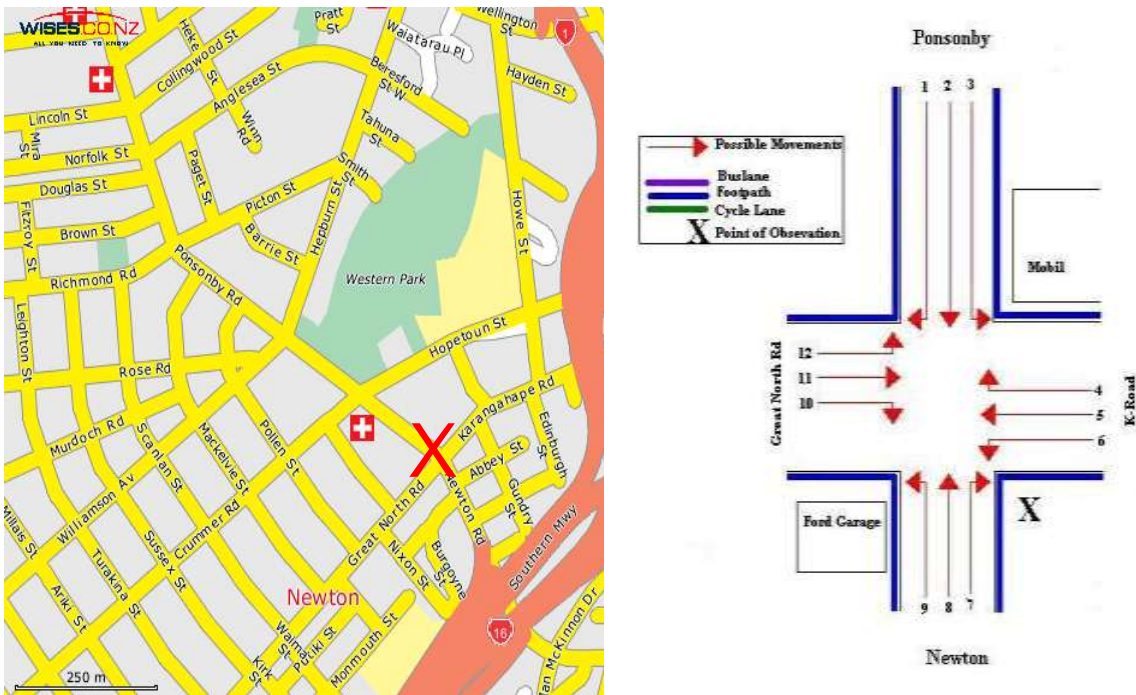 WISES.CO.NZ
ALL YOU NEED TO KNOW
Pratt St
Wellington St
1
Heke St
Collingwood St
Waiatarau Pl
Anglesea St
Beresford St W
Hayden St
Lincoln St
Winn Rd
Mira St
Norfolk St
Tahuna St
Paget St
Smith St
Douglas St
Picton St
Fitzroy St
Brown St
Barrie St
Hepburn St
Howe St
Ponsonby Rd
Western Park
Richmond Rd
Leighton St
Hopetoun St
Rose Rd
Karangahape Rd
Murdoch Rd
Scanlan St
Mackelvie St
Pollen St
X
Edinburgh St
Abbey St
Williamson Av
Great North Rd
Newton Rd
Gundry St
Millais St
Crummer Rd
Southern Mwy
Turakina St
Sussex St
Nixon St
Burgoyne St
Ariki St
Newton
16
Kirk St
Putiki St
Monmouth St
Ian McKinnon Dr
250 m
Ponsonby
1 2 3
Possible Movements
Buslane
Footpath
Cycle Lane
X Point of Obsevation
Mobil
Great North Rd
12
11
10
4
5
6
K-Road
Ford Garage
X
9 8 7
Newton